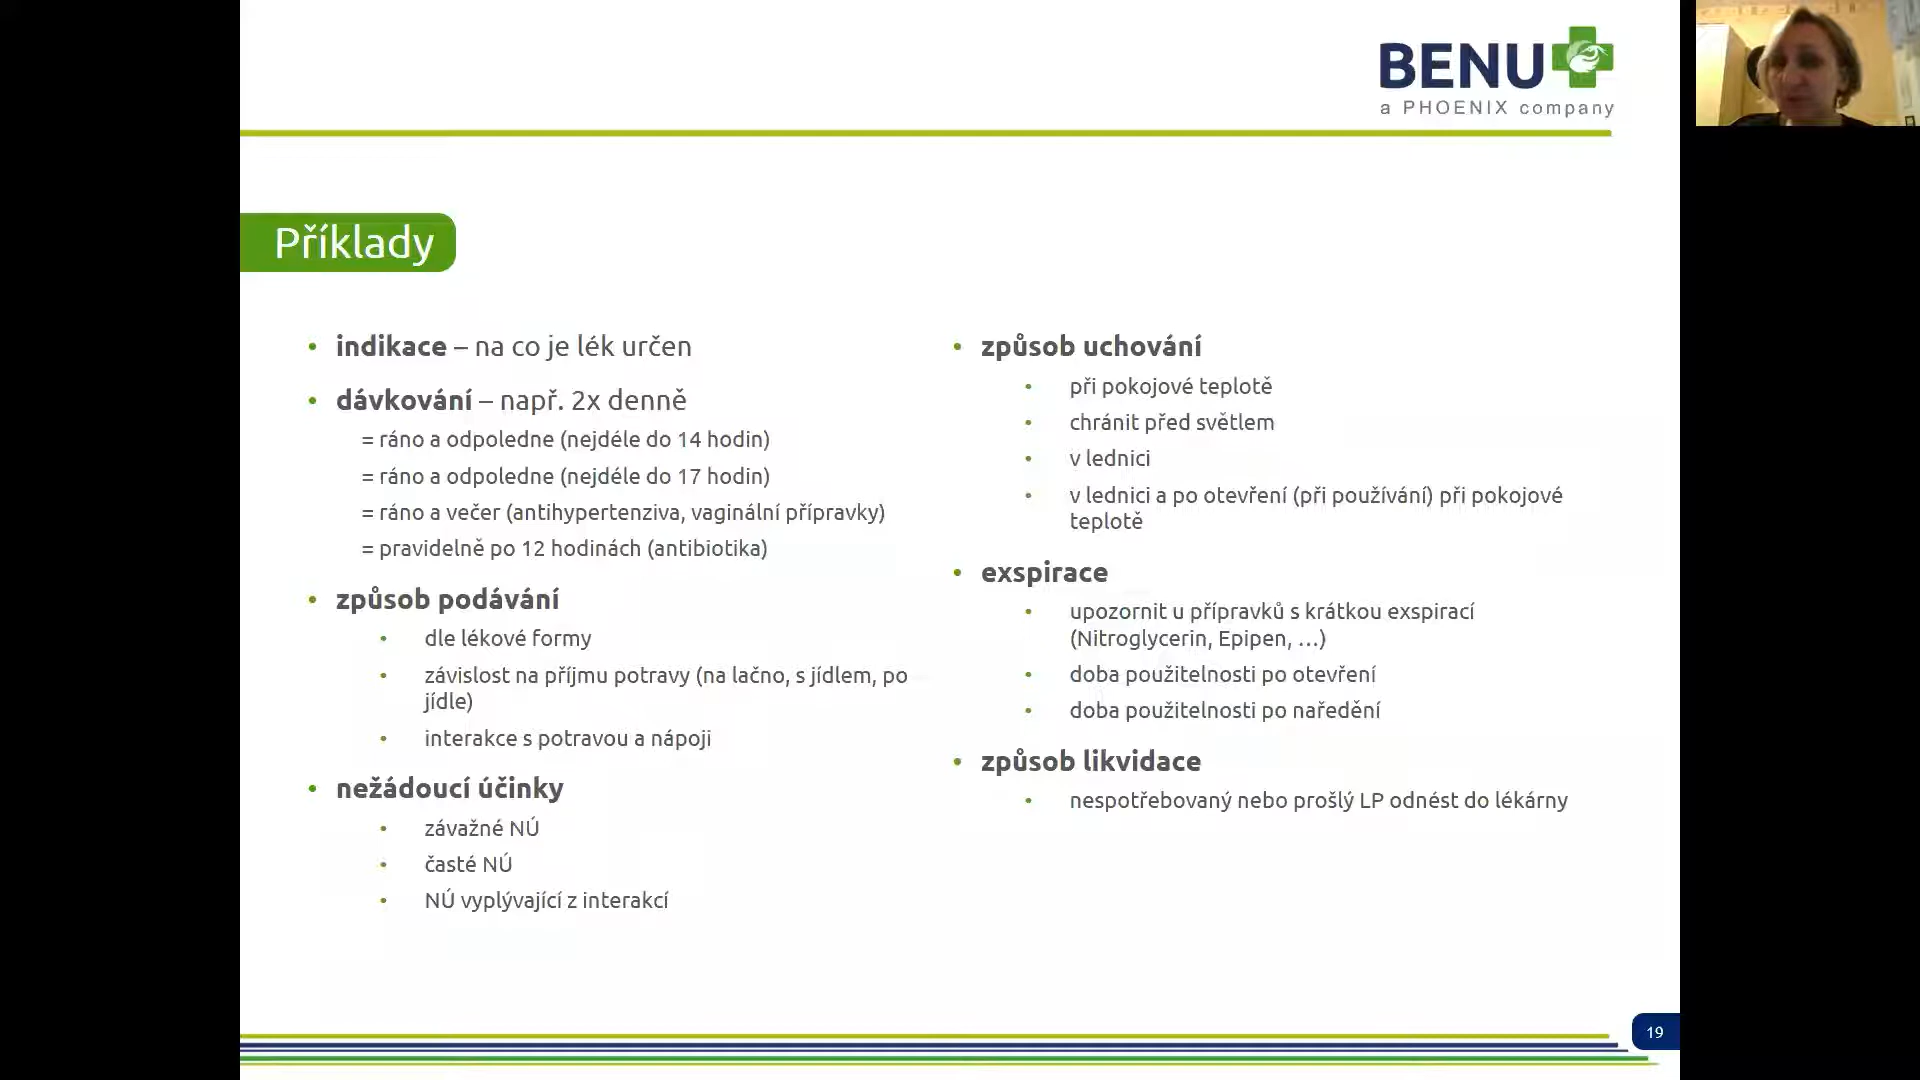 BENU
a PHOENIX company
Příklady
• indikace – na co je lék určen
• dávkování – např. 2x denně
= ráno a odpoledne (nejdéle do 14 hodin)
= ráno a odpoledne (nejdéle do 17 hodin)
= ráno a večer (antihypertenziva, vaginální přípravky)
= pravidelně po 12 hodinách (antibiotika)
• způsob podávání
• dle lékové formy
• závislost na příjmu potravy (na lačno, s jídlem, po
jídle)
• interakce s potravou a nápoji
• nežádoucí účinky
• závažné NÚ
• časté NÚ
• NÚ vyplývající z interakcí
• způsob uchování
• při pokojové teplotě
• chránit před světlem
• v lednici
• v lednici a po otevření (při používání) při pokojové
teplotě
• exspirace
• upozornit u přípravků s krátkou exspirací
(Nitroglycerin, Epipen, …)
• doba použitelnosti po otevření
• doba použitelnosti po naředění
• způsob likvidace
• nespotřebovaný nebo prošlý LP odnést do lékárny
19